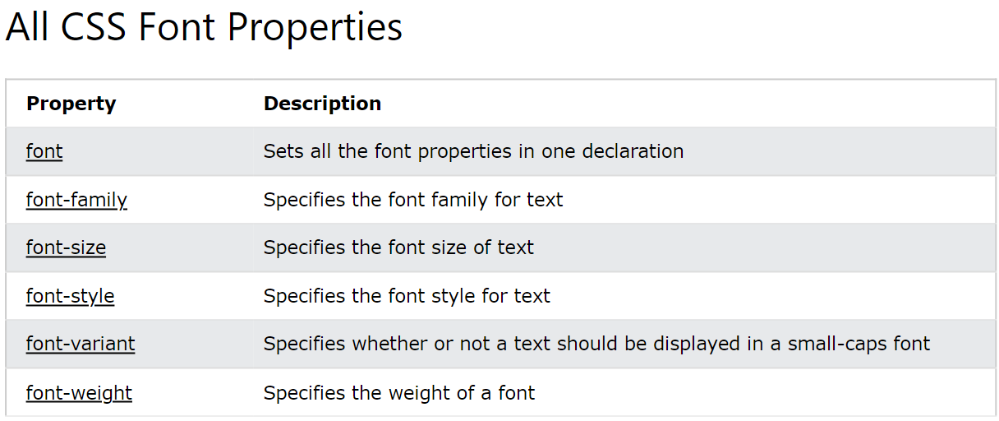 All CSS Font Properties
Property Description
font Sets all the font properties in one declaration
font-family Specifies the font family for text
font-size Specifies the font size of text
font-style Specifies the font style for text
font-variant Specifies whether or not a text should be displayed in a small-caps font
font-weight Specifies the weight of a font